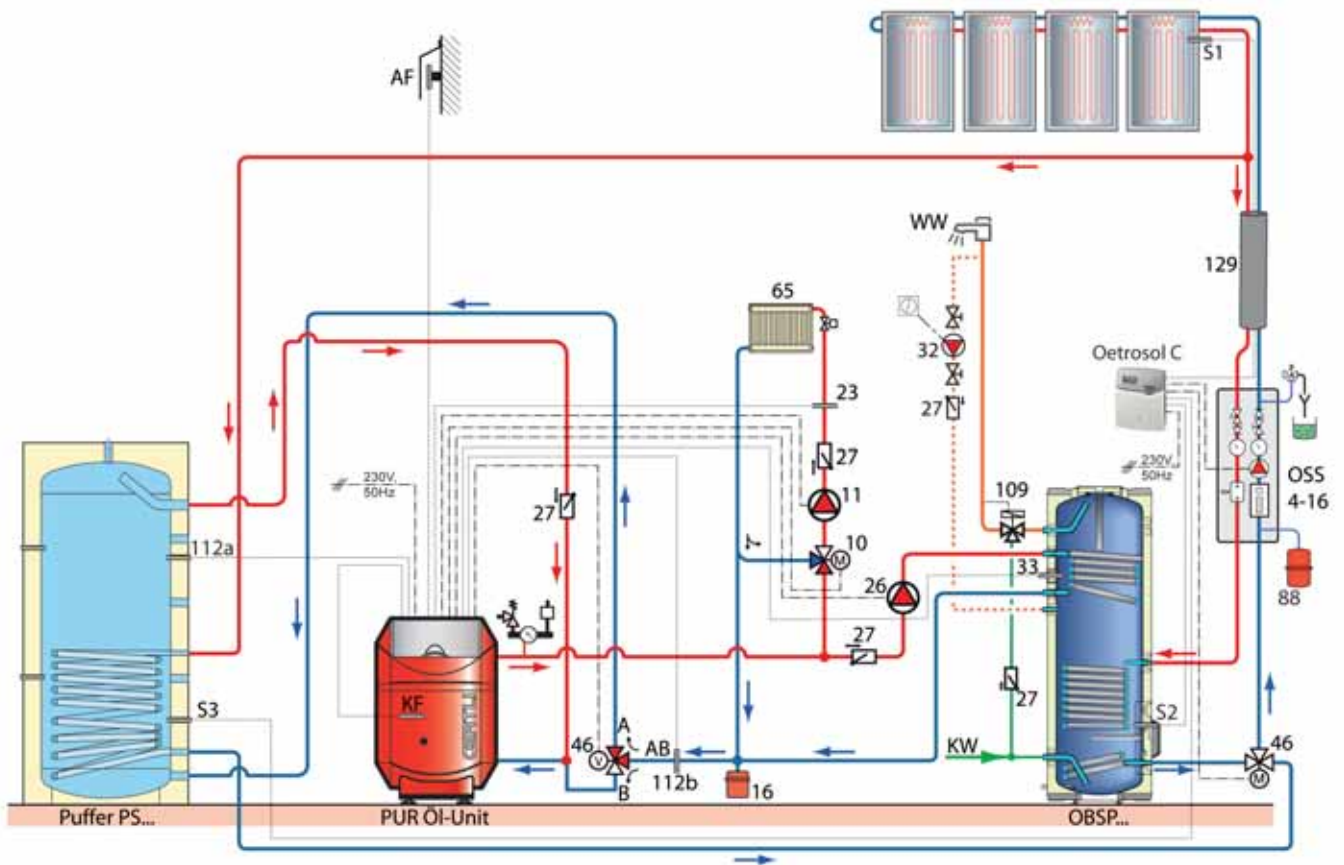 AF
S1
WW
65
129
Oetrosol C
32
23
27
27
230V,
50Hz
230V,
50Hz
OSS
4-16
27
109
11
10
M
112a
33
26
88
27
KF
S3
27
S2
A
46
V
AB
KW
46
M
B
112b
16
Puffer PS...
PUR Öl-Unit
OBSP...